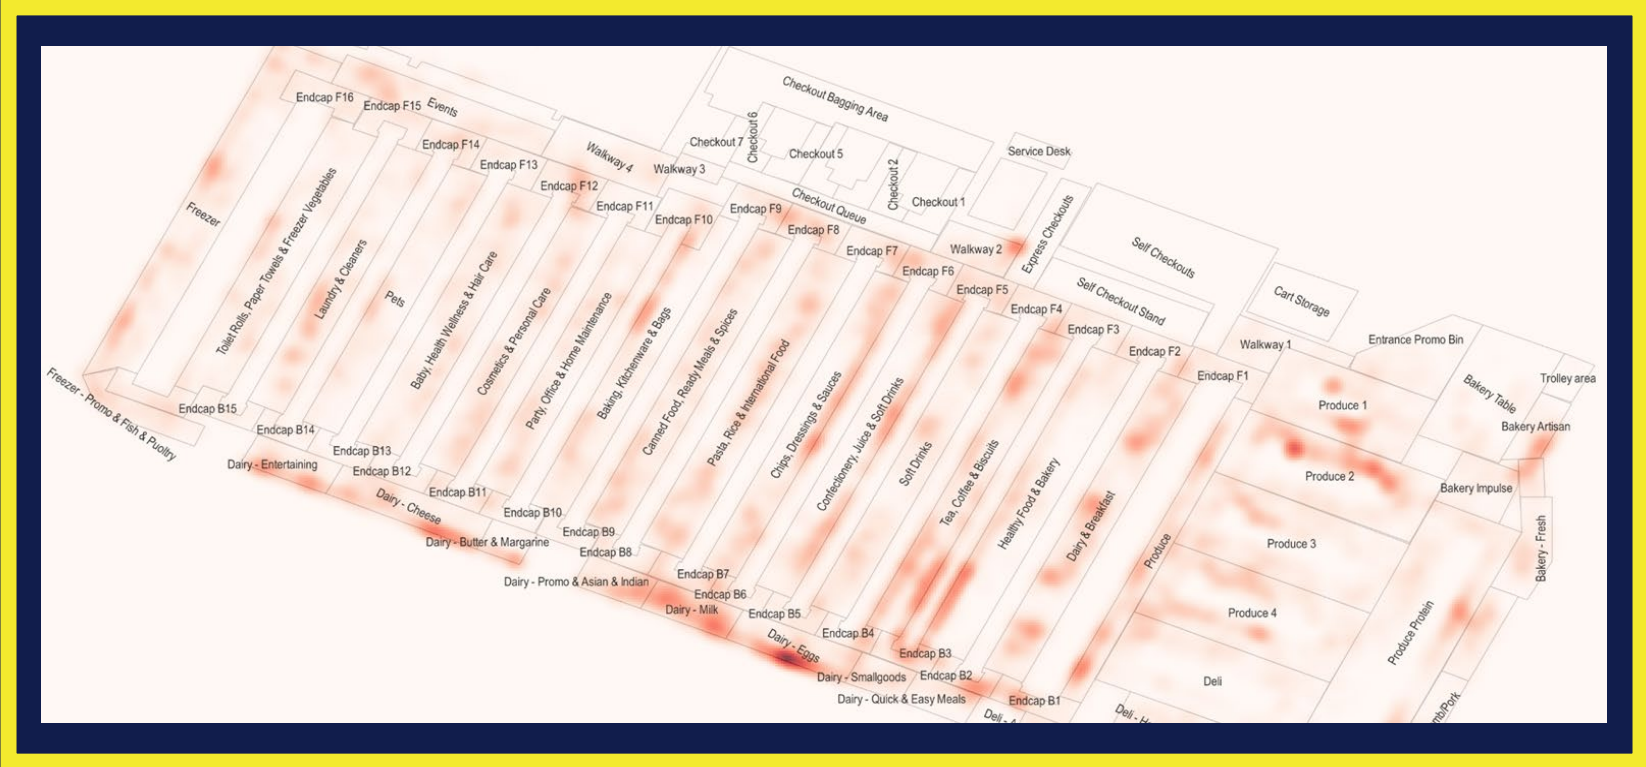 Endcap F16
Endcap F15
Events
Checkout Bagging Area
Endcap F14
Endcap F13
Endcap F12
Endcap F11
Endcap F10
Walkway 4
Walkway 3
Checkout 7
Checkout 6
Checkout 5
Checkout 2
Checkout 1
Service Desk
Checkout Queue
Endcap F9
Endcap F8
Endcap F7
Endcap F6
Endcap F5
Endcap F4
Endcap F3
Endcap F2
Endcap F1
Walkway 2
Express Checkouts
Self Checkouts
Self Checkout Stand
Cart Storage
Walkway 1
Entrance Promo Bin
Trolley area
Bakery Table
Bakery Artisan
Bakery Impulse
Bakery - Fresh
Freezer
Toilet Rolls, Paper Towels & Freezer Vegetables
Laundry & Cleaners
Pets
Baby, Health Wellness & Hair Care
Cosmetics & Personal Care
Party, Office & Home Maintenance
Baking, Kitchenware & Bags
Canned Food, Ready Meals & Spices
Pasta, Rice & International Food
Chips, Dressings & Sauces
Confectionery, Juice & Soft Drinks
Soft Drinks
Tea, Coffee & Biscuits
Healthy Food & Bakery
Dairy & Breakfast
Produce
Produce 1
Produce 2
Produce 3
Produce 4
Produce Protein
Deli
Freezer - Promo & Fish & Puoltry
Endcap B15
Endcap B14
Endcap B13
Endcap B12
Endcap B11
Endcap B10
Endcap B9
Endcap B8
Endcap B7
Endcap B6
Endcap B5
Endcap B4
Endcap B3
Endcap B2
Endcap B1
Dairy - Entertaining
Dairy - Cheese
Dairy - Butter & Margarine
Dairy - Promo & Asian & Indian
Dairy - Milk
Dairy - Eggs
Dairy - Smallgoods
Dairy - Quick & Easy Meals
Deli -
Deli - H
mb/Pork